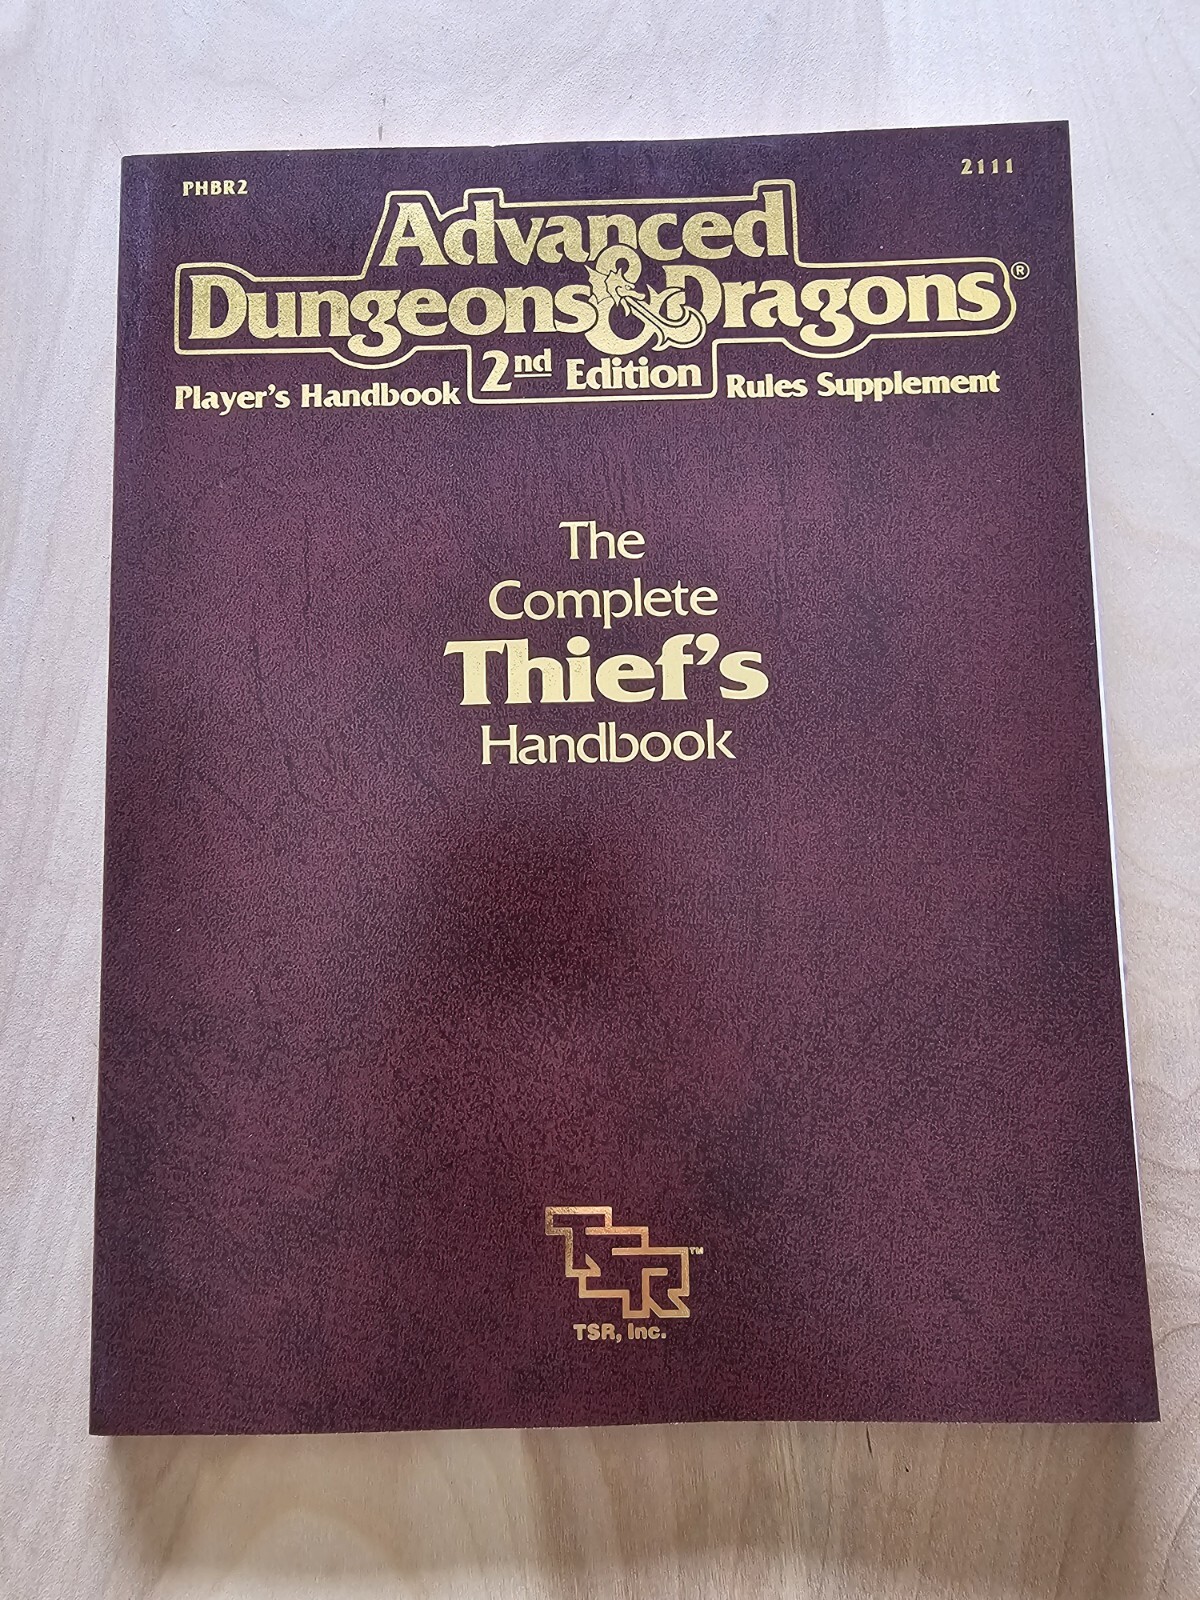 PHBR2 2111
Advanced
Dungeons & Dragons®
2nd Edition
Player's Handbook Rules Supplement
The
Complete
Thief's
Handbook
TSR™
TSR, Inc.